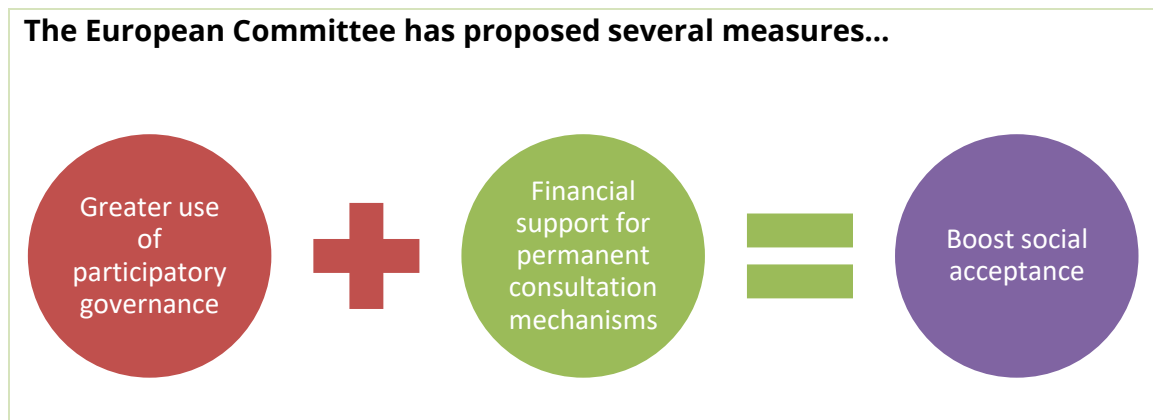 The European Committee has proposed several measures...
Greater use
of
participatory
governance
Financial
support for
permanent
consultation
mechanisms
Boost social
acceptance